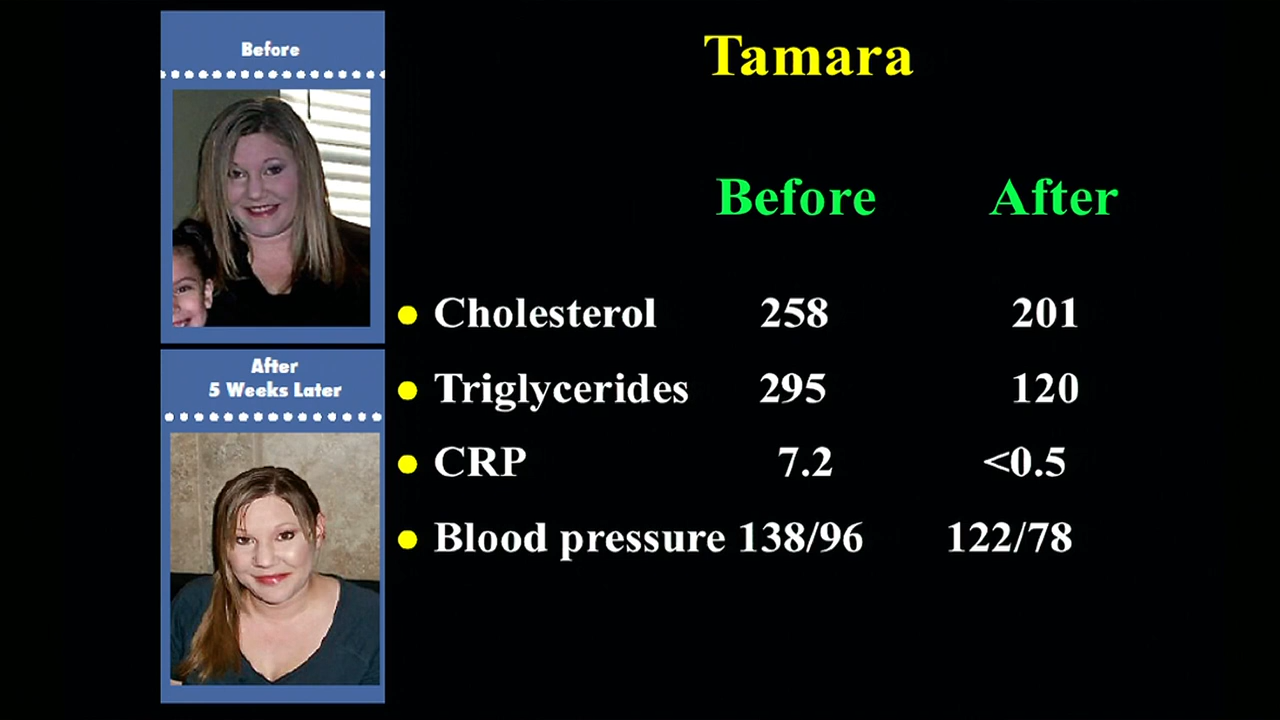 Before
After
5 Weeks Later
Tamara
Before After
Cholesterol 258 201
Triglycerides 295 120
CRP 7.2 <0.5
Blood pressure 138/96 122/78